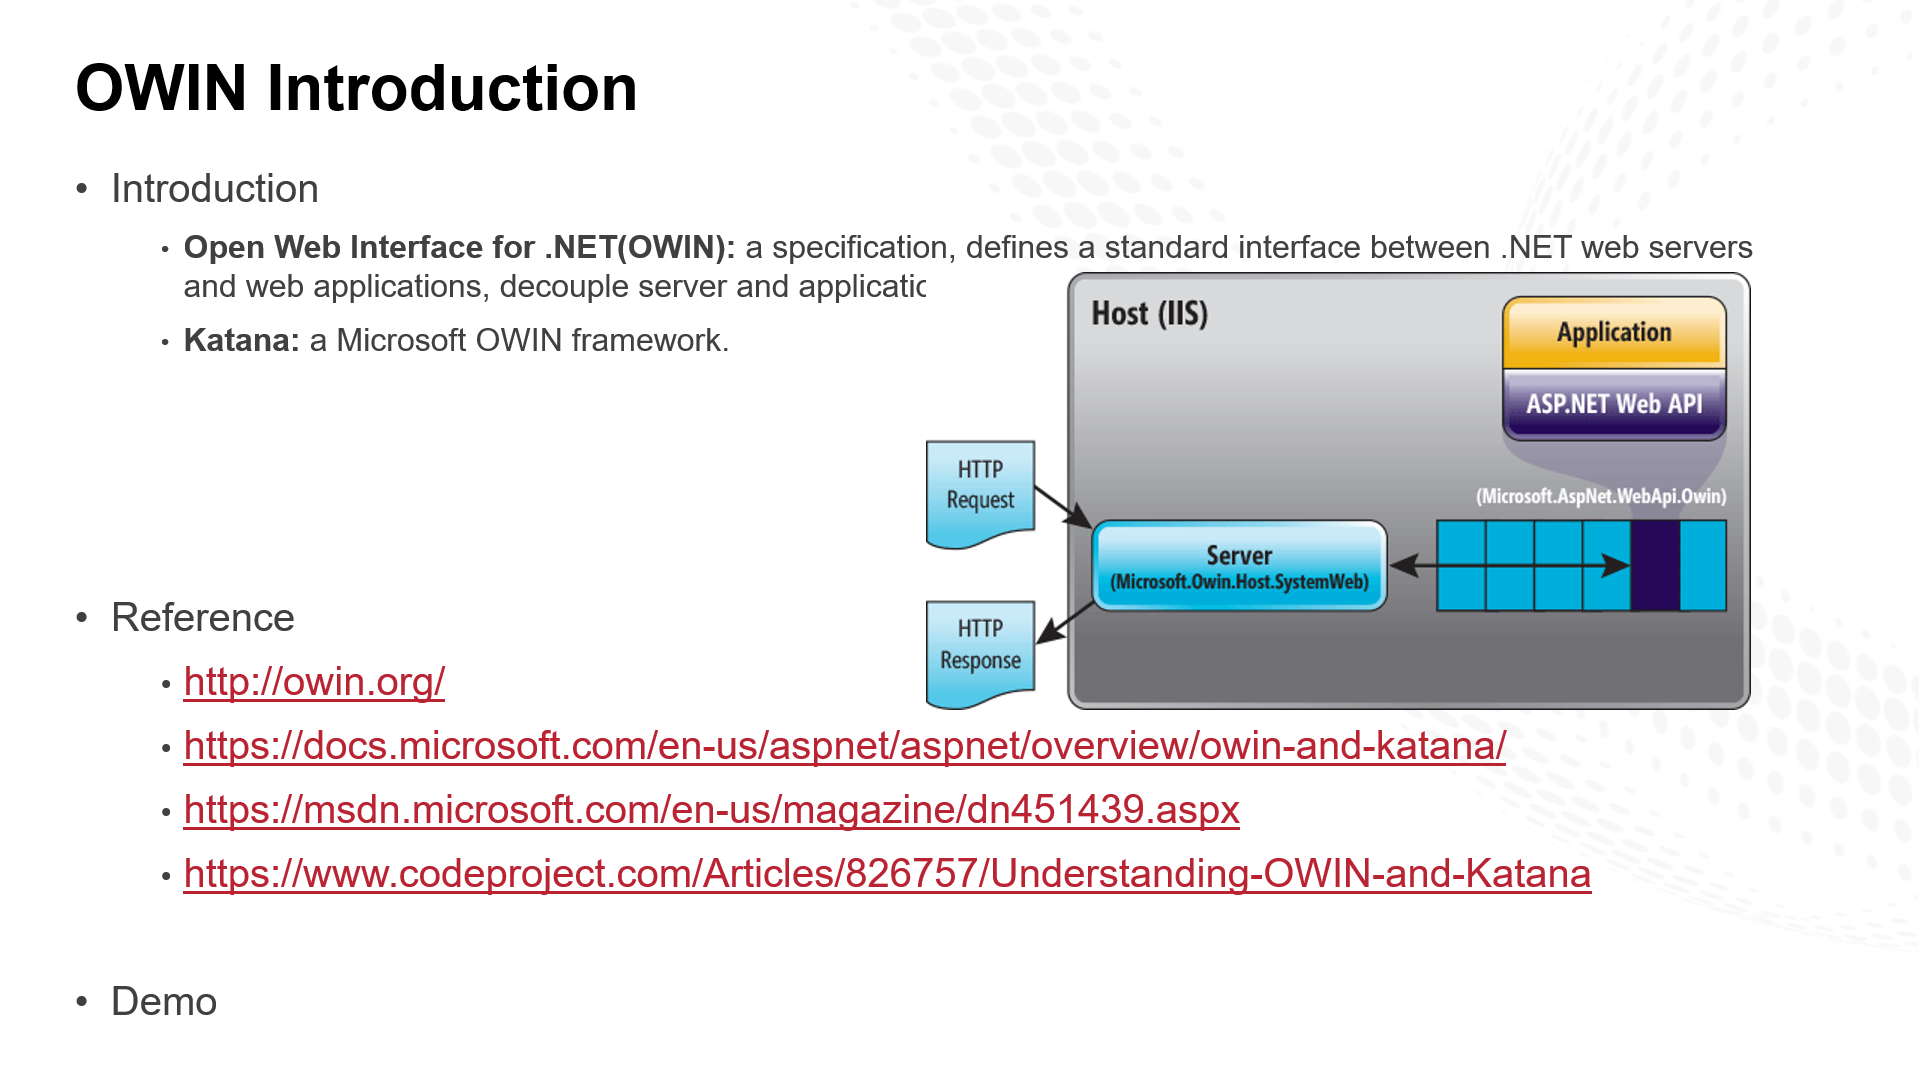 OWIN Introduction
• Introduction
• Open Web Interface for .NET(OWIN): a specification, defines a standard interface between .NET web servers
and web applications, decouple server and applicatic
• Katana: a Microsoft OWIN framework.
Host (IIS)
Application
ASP.NET Web API
(Microsoft.AspNet.WebApi.Owin)
HTTP
Request
Server
(Microsoft.Owin.Host.SystemWeb)
HTTP
Response
• Reference
• http://owin.org/
• https://docs.microsoft.com/en-us/aspnet/aspnet/overview/owin-and-katana/
• https://msdn.microsoft.com/en-us/magazine/dn451439.aspx
• https://www.codeproject.com/Articles/826757/Understanding-OWIN-and-Katana
• Demo